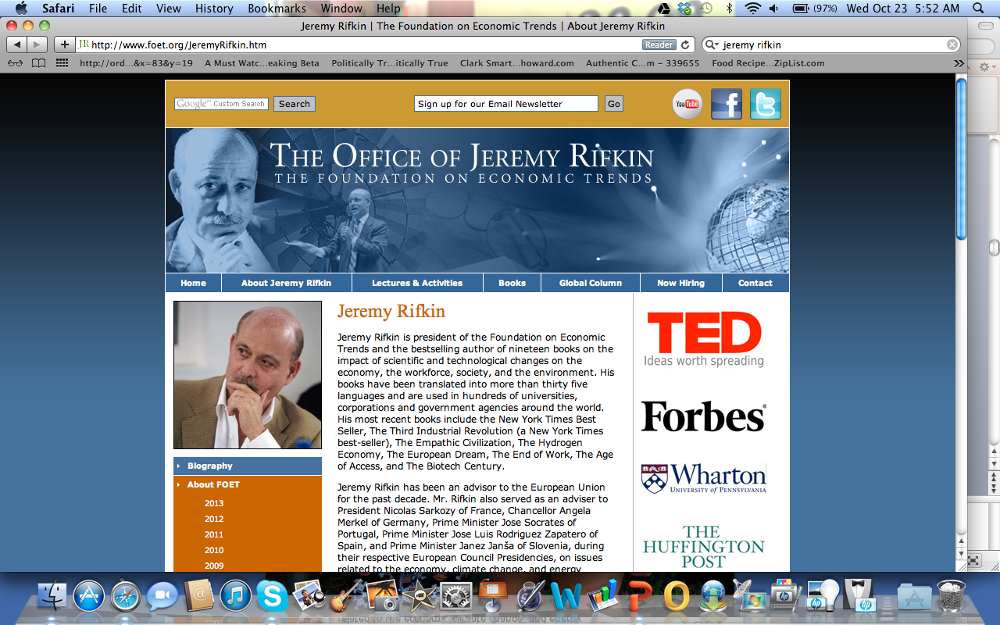 Safari File Edit View History Bookmarks Window Help (97%) Wed Oct 23 5:52 AM
Jeremy Rifkin | The Foundation on Economic Trends | About Jeremy Rifkin
JR http://www.foet.org/JeremyRifkin.htm Reader jeremy rifkin
http://ord...&x=83&y=19 A Must Watc...eaking Beta Politically Tr...itically True Clark Smart...howard.com Authentic C...m – 339655 Food Recipe...ZipList.com
Google™ Custom Search Search Sign up for our Email Newsletter Go You Tube f t
THE OFFICE OF JEREMY RIFKIN
THE FOUNDATION ON ECONOMIC TRENDS
Home About Jeremy Rifkin Lectures & Activities Books Global Column Now Hiring Contact
Jeremy Rifkin
Jeremy Rifkin is president of the Foundation on Economic
Trends and the bestselling author of nineteen books on the
impact of scientific and technological changes on the
economy, the workforce, society, and the environment. His
books have been translated into more than thirty five
languages and are used in hundreds of universities,
corporations and government agencies around the world.
His most recent books include the New York Times Best
Seller, The Third Industrial Revolution (a New York Times
best-seller), The Empathic Civilization, The Hydrogen
Economy, The European Dream, The End of Work, The Age
of Access, and The Biotech Century.
Jeremy Rifkin has been an advisor to the European Union
for the past decade. Mr. Rifkin also served as an adviser to
President Nicolas Sarkozy of France, Chancellor Angela
Merkel of Germany, Prime Minister Jose Socrates of
Portugal, Prime Minister Jose Luis Rodriguez Zapatero of
Spain, and Prime Minister Janez Janša of Slovenia, during
their respective European Council Presidencies, on issues
related to the economy, climate change, and energy
Biography
About FOET
2013
2012
2011
2010
2009
TED
Ideas worth spreading
Forbes®
Wharton
UNIVERSITY OF PENNSYLVANIA
THE
HUFFINGTON
POST
W P O
hp hp hp